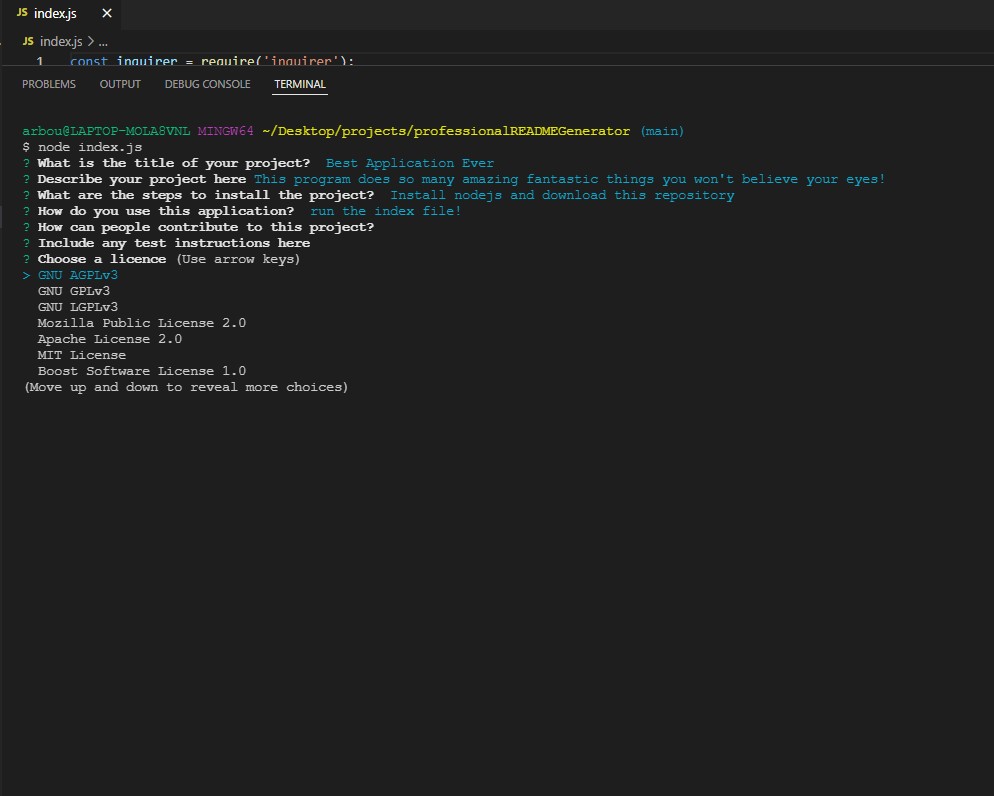 JS index.js ×
JS index.js > ...
1 const inquirer = require('inquirer');
PROBLEMS OUTPUT DEBUG CONSOLE TERMINAL
arbou@LAPTOP-MOLA8VNL MINGW64 ~/Desktop/projects/professionalREADMEGenerator (main)
$ node index.js
? What is the title of your project? Best Application Ever
? Describe your project here This program does so many amazing fantastic things you won't believe your eyes!
? What are the steps to install the project? Install nodejs and download this repository
? How do you use this application? run the index file!
? How can people contribute to this project?
? Include any test instructions here
? Choose a licence (Use arrow keys)
> GNU AGPLv3
GNU GPLv3
GNU LGPLv3
Mozilla Public License 2.0
Apache License 2.0
MIT License
Boost Software License 1.0
(Move up and down to reveal more choices)